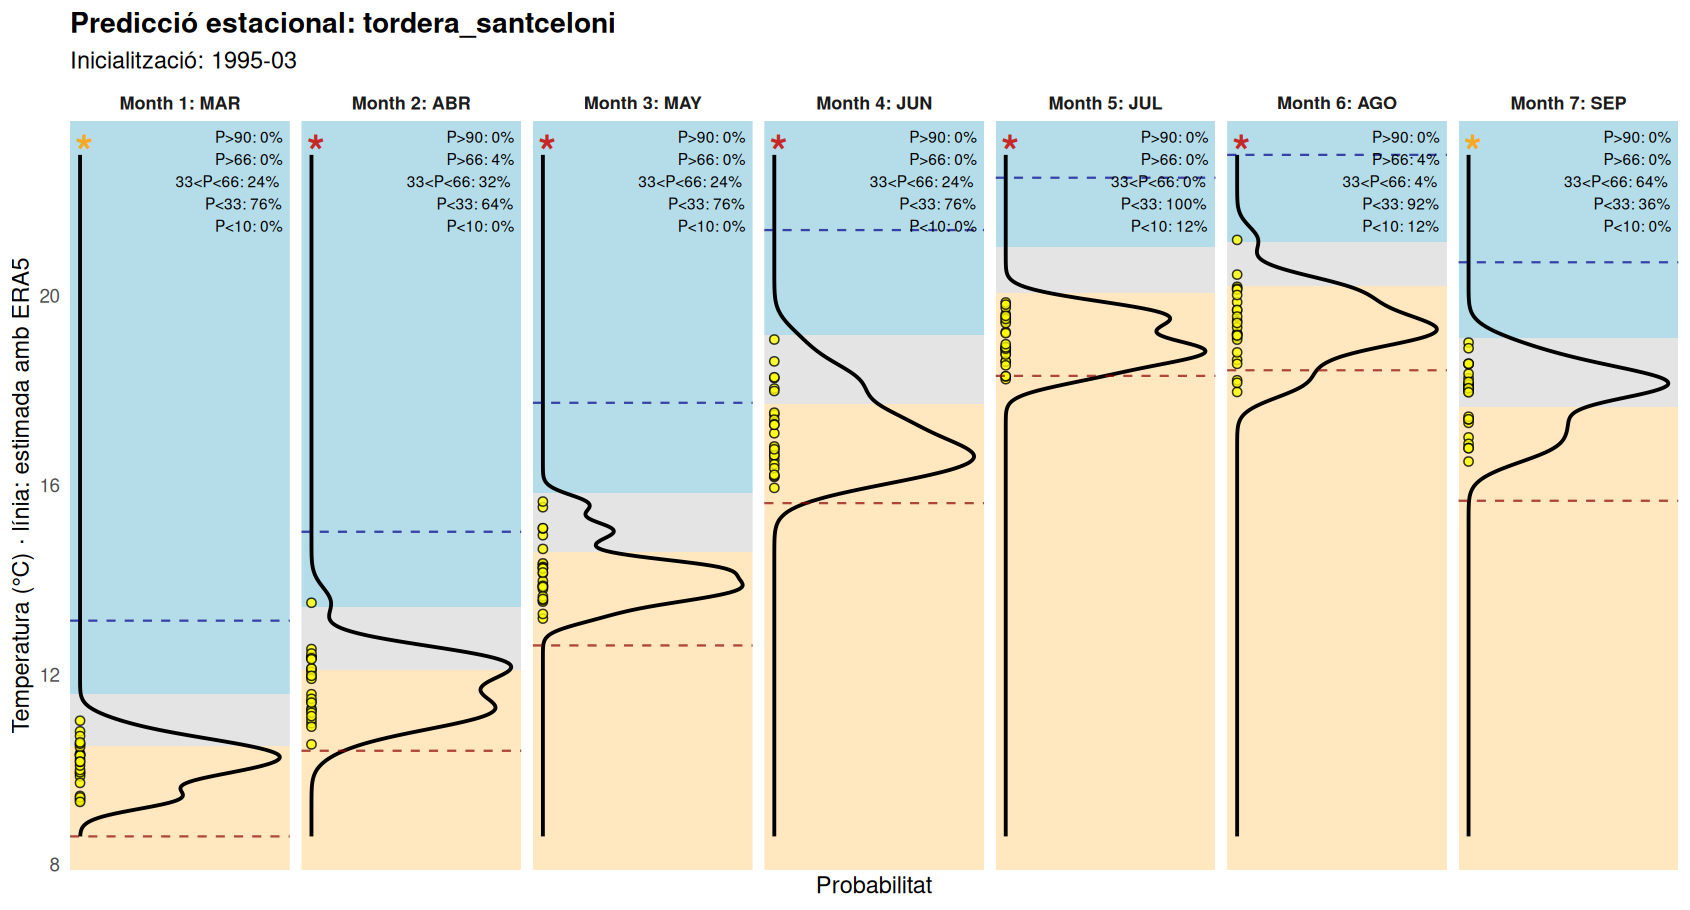 Predicció estacional: tordera_santceloni
Inicialització: 1995-03
Month 1: MAR
Month 2: ABR
Month 3: MAY
Month 4: JUN
Month 5: JUL
Month 6: AGO
Month 7: SEP
P>90: 0%
P>66: 0%
33<P<66: 24%
P<33: 76%
P<10: 0%
P>90: 0%
P>66: 4%
33<P<66: 32%
P<33: 64%
P<10: 0%
P>90: 0%
P>66: 0%
33<P<66: 24%
P<33: 76%
P<10: 0%
P>90: 0%
P>66: 0%
33<P<66: 24%
P<33: 76%
P<10: 0%
P>90: 0%
P>66: 0%
33<P<66: 0%
P<33: 100%
P<10: 12%
P>90: 0%
P>66: 4%
33<P<66: 4%
P<33: 92%
P<10: 12%
P>90: 0%
P>66: 0%
33<P<66: 64%
P<33: 36%
P<10: 0%
Temperatura (°C) · línia: estimada amb ERA5
20
16
12
8
Probabilitat